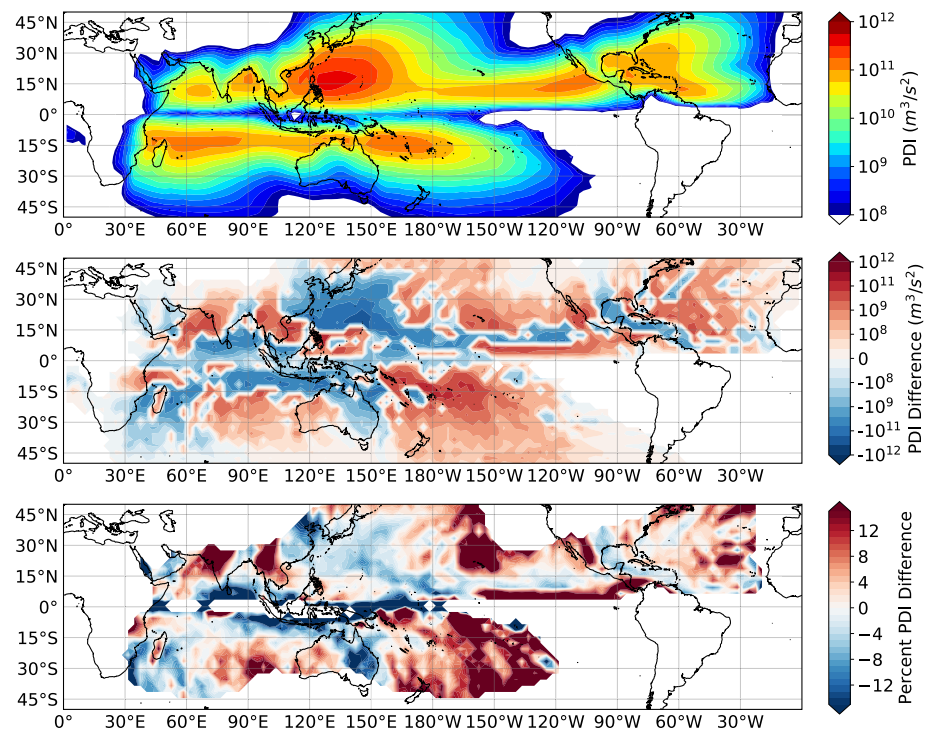 45°N
30°N
15°N
0°
15°S
30°S
45°S
0° 30°E 60°E 90°E 120°E 150°E 180° 150°W 120°W 90°W 60°W 30°W
10¹²
10¹¹
10¹⁰
10⁹
10⁸
PDI (m³/s²)
45°N
30°N
15°N
0°
15°S
30°S
45°S
0° 30°E 60°E 90°E 120°E 150°E 180° 150°W 120°W 90°W 60°W 30°W
10¹²
10¹¹
10⁹
10⁸
0
-10⁸
-10⁹
-10¹¹
-10¹²
PDI Difference (m³/s²)
45°N
30°N
15°N
0°
15°S
30°S
45°S
0° 30°E 60°E 90°E 120°E 150°E 180° 150°W 120°W 90°W 60°W 30°W
12
8
4
0
−4
−8
−12
Percent PDI Difference